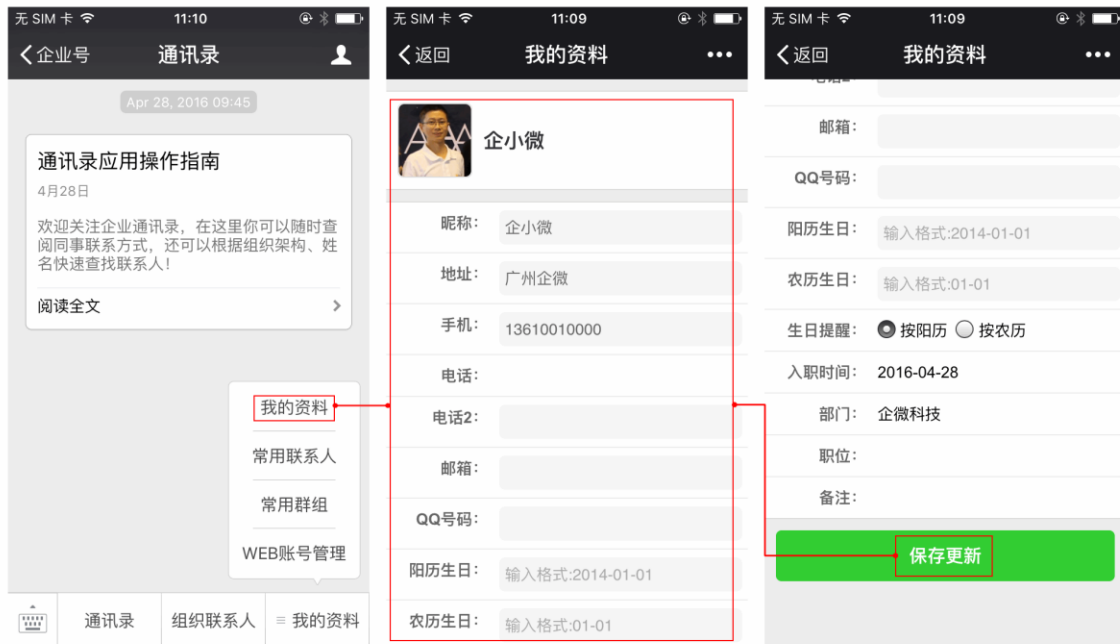 无 SIM 卡
11:10
企业号
通讯录
Apr 28, 2016 09:45
通讯录应用操作指南
4月28日
欢迎关注企业通讯录，在这里你可以随时查
阅同事联系方式，还可以根据组织架构、姓
名快速查找联系人！
阅读全文
我的资料
常用联系人
常用群组
WEB账号管理
通讯录
组织联系人
我的资料
无 SIM 卡
11:09
返回
我的资料
企小微
昵称：
企小微
地址：
广州企微
手机：
13610010000
电话：
电话2：
邮箱：
QQ号码：
阳历生日：
输入格式:2014-01-01
农历生日：
输入格式:01-01
无 SIM 卡
11:09
返回
我的资料
邮箱：
QQ号码：
阳历生日：
输入格式:2014-01-01
农历生日：
输入格式:01-01
生日提醒：
按阳历
按农历
入职时间：
2016-04-28
部门：
企微科技
职位：
备注：
保存更新